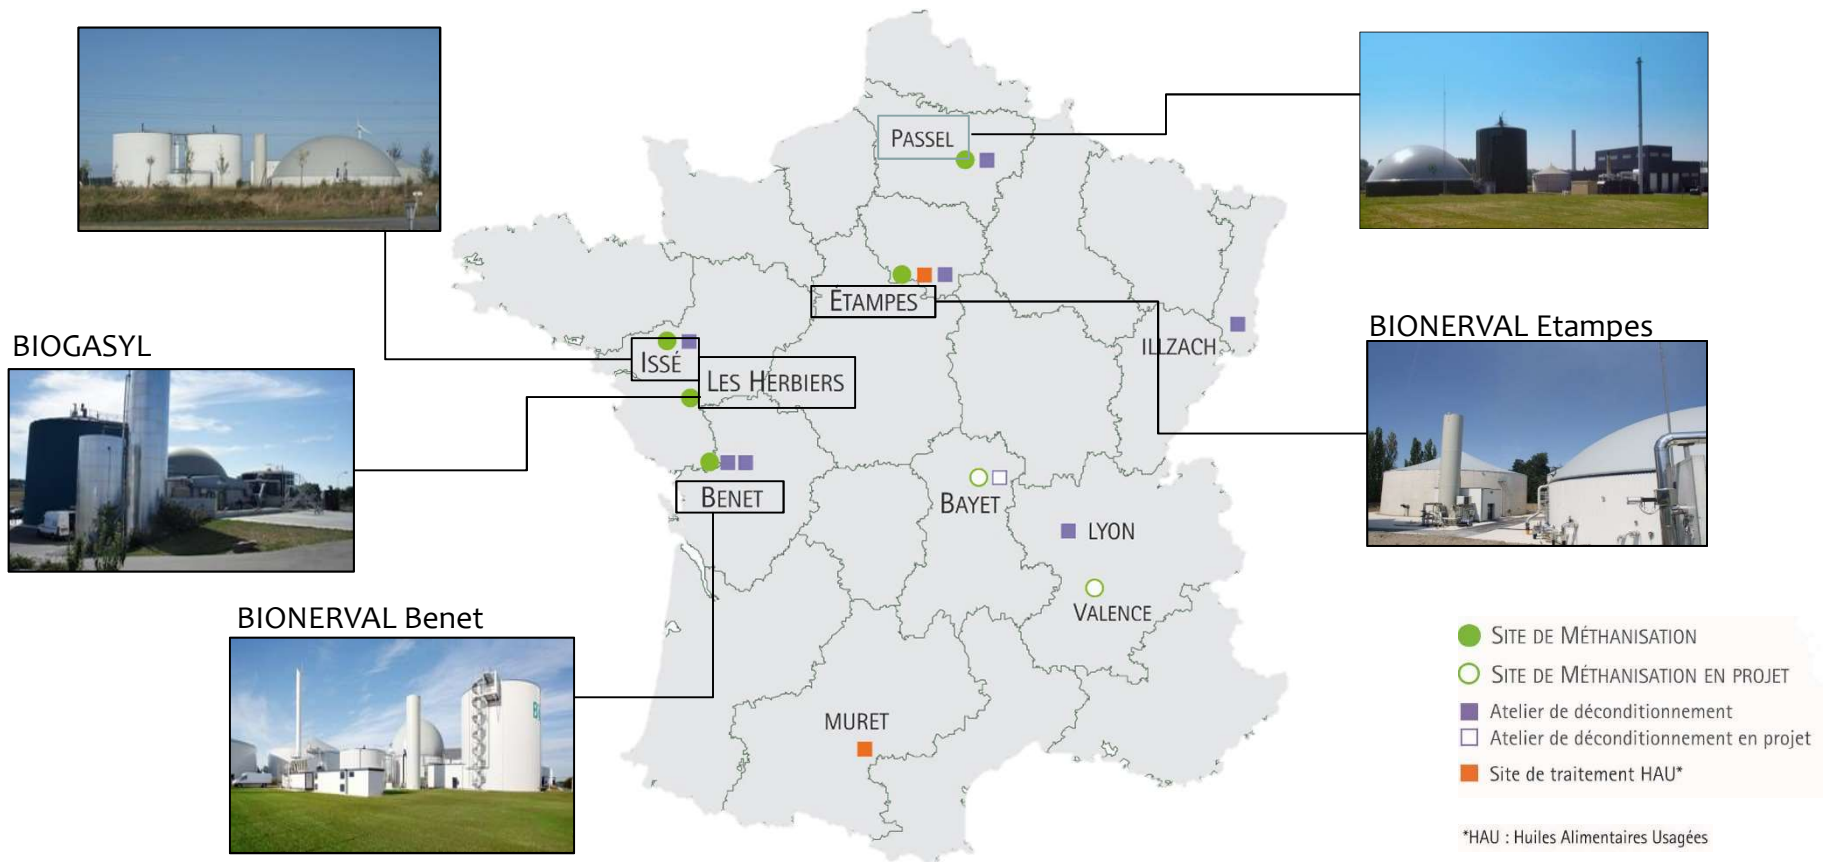 PASSEL
ETAMPES
BIONERVAL Etampes
ILLZACH
BIOGASYL
ISSÉ
LES HERBIERS
BENET
BAYET
LYON
VALENCE
BIONERVAL Benet
MURET
SITE DE MÉTHANISATION
SITE DE MÉTHANISATION EN PROJET
Atelier de déconditionnement
Atelier de déconditionnement en projet
Site de traitement HAU*
*HAU : Huiles Alimentaires Usagées